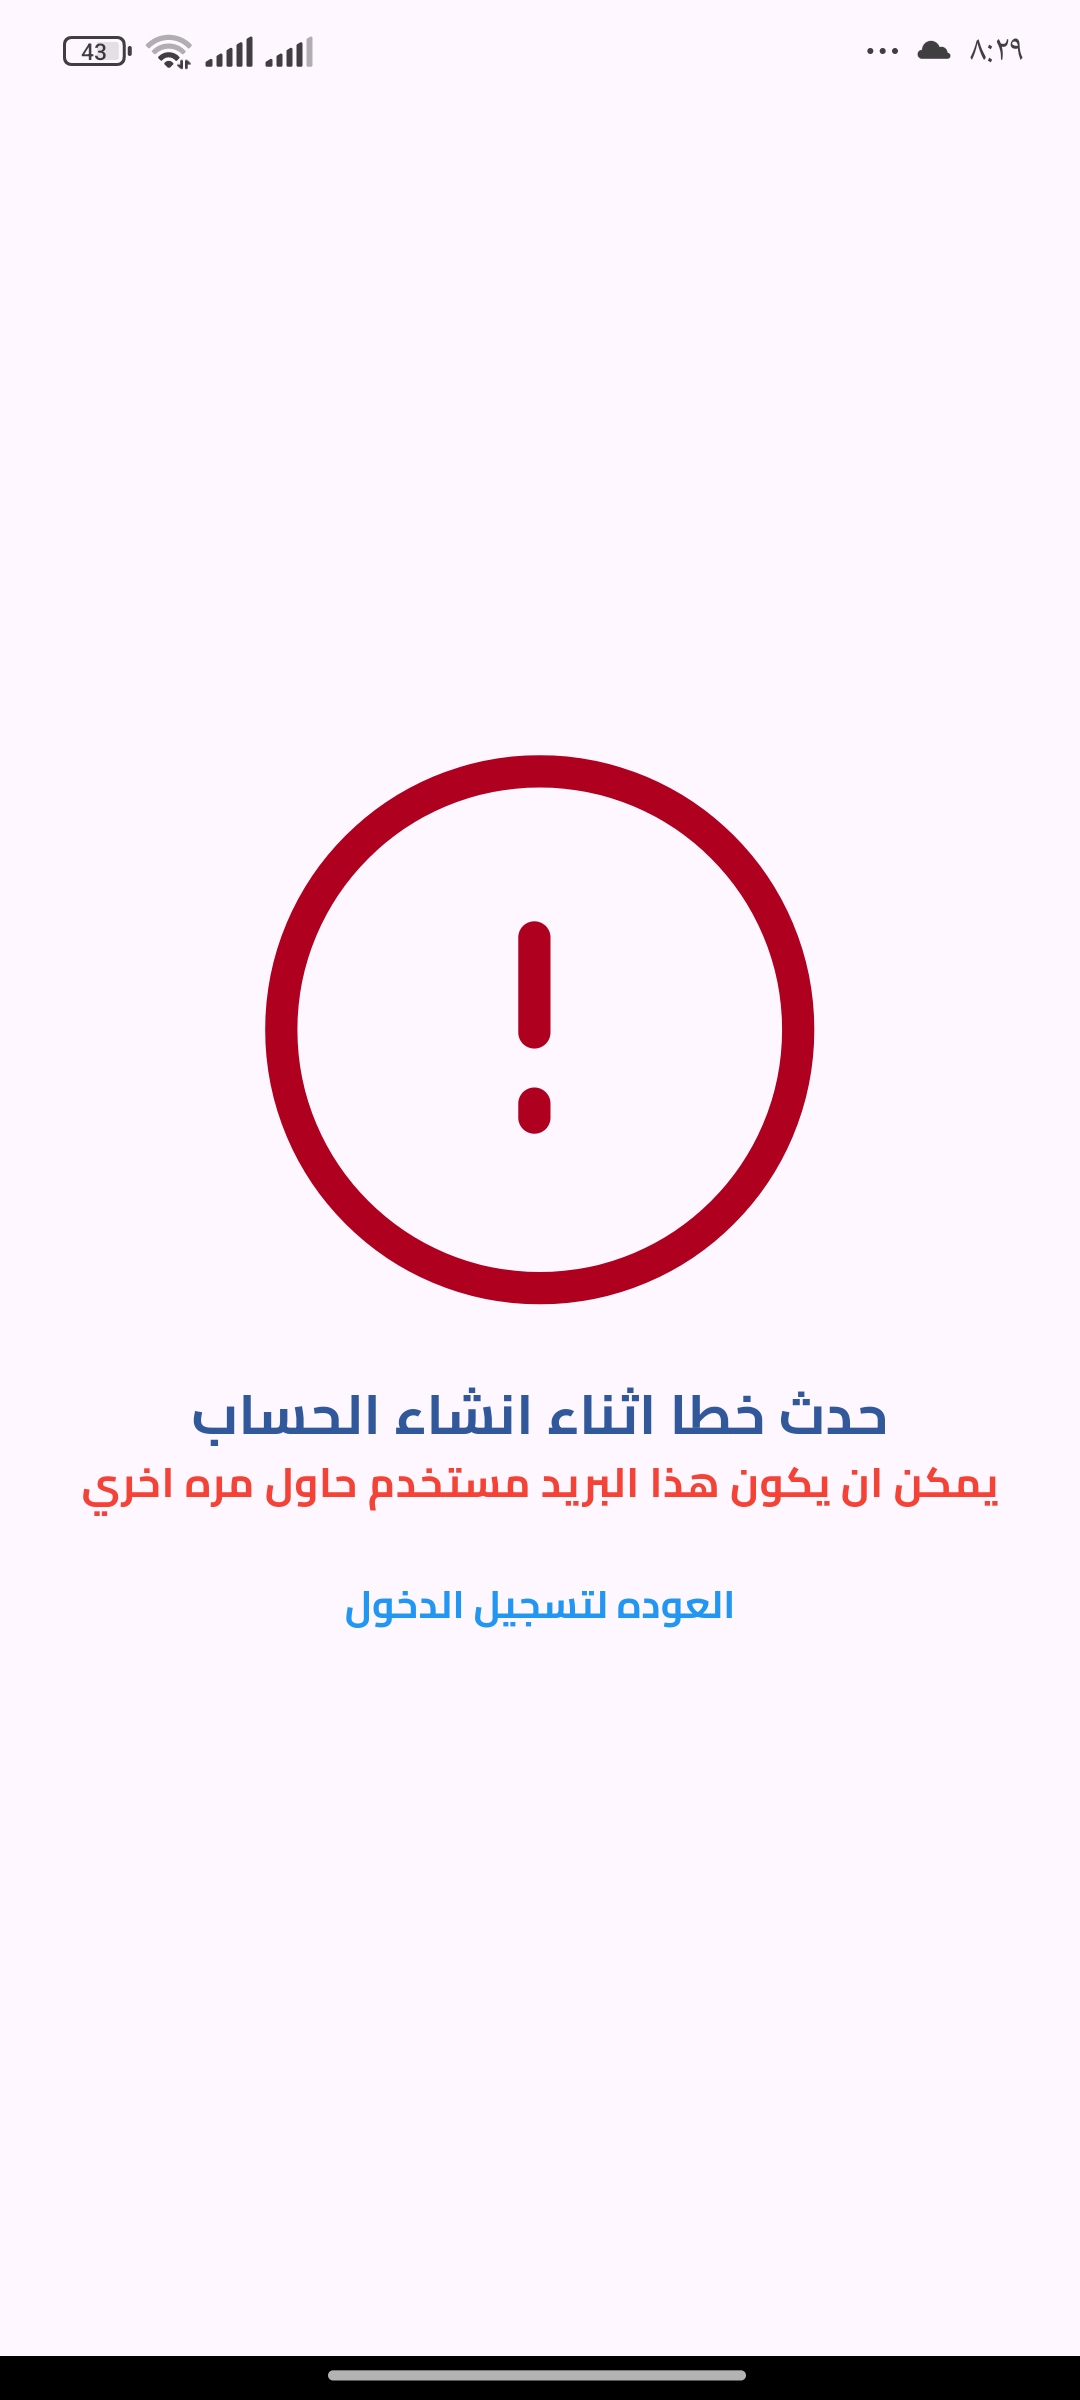 43
٨:٢٩
حدث خطا اثناء انشاء الحساب
يمكن ان يكون هذا البريد مستخدم حاول مره اخري
العوده لتسجيل الدخول